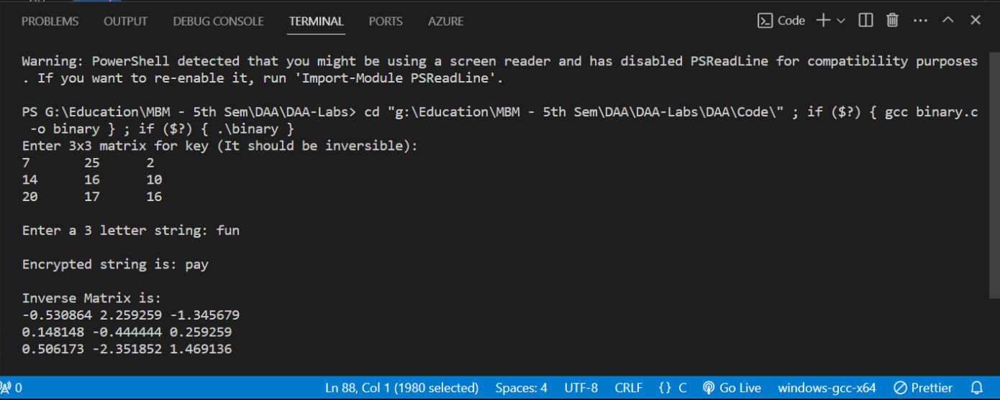 PROBLEMS OUTPUT DEBUG CONSOLE TERMINAL PORTS AZURE Code
Warning: PowerShell detected that you might be using a screen reader and has disabled PSReadLine for compatibility purposes
. If you want to re-enable it, run 'Import-Module PSReadLine'.
PS G:\Education\MBM - 5th Sem\DAA\DAA-Labs> cd "g:\Education\MBM - 5th Sem\DAA\DAA-Labs\DAA\Code\" ; if ($?) { gcc binary.c
-o binary } ; if ($?) { .\binary }
Enter 3x3 matrix for key (It should be inversible):
7 25 2
14 16 10
20 17 16
Enter a 3 letter string: fun
Encrypted string is: pay
Inverse Matrix is:
-0.530864 2.259259 -1.345679
0.148148 -0.444444 0.259259
0.506173 -2.351852 1.469136
0 Ln 88, Col 1 (1980 selected) Spaces: 4 UTF-8 CRLF {} C Go Live windows-gcc-x64 Prettier